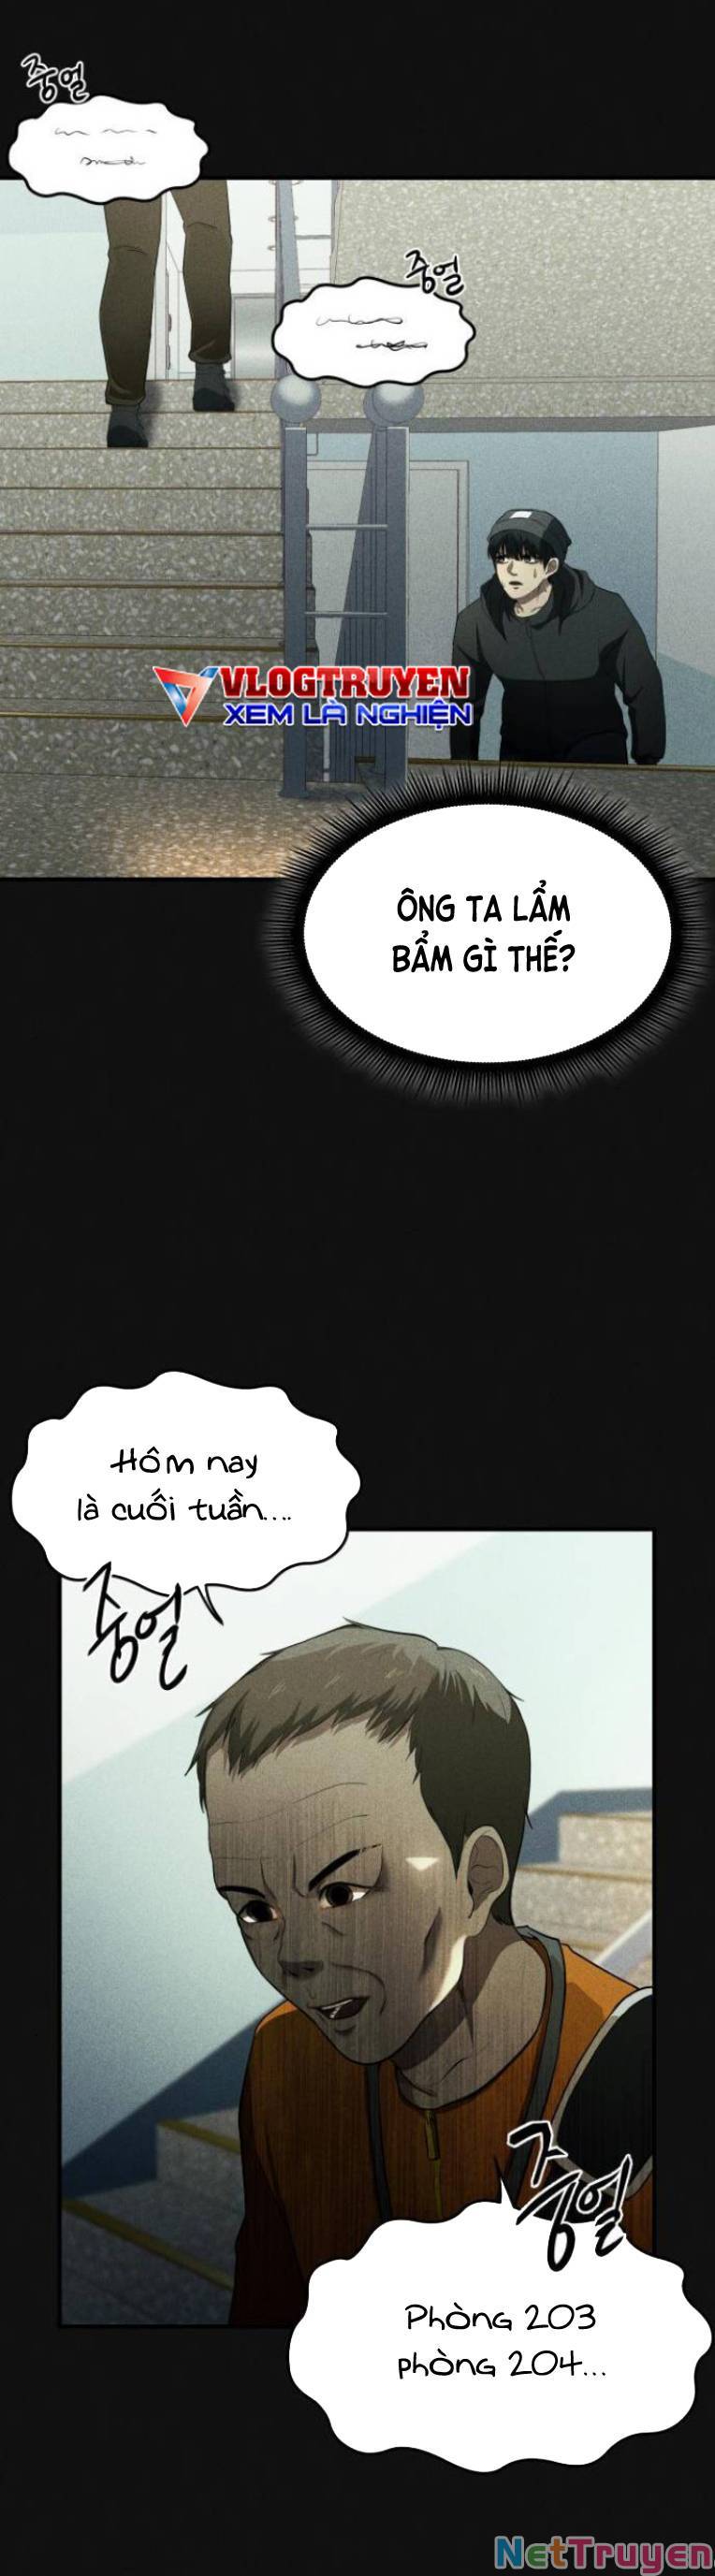 중얼
중얼
VLOGTRUYEN
XEM LÀ NGHIỆN
ÔNG TA LẨM
BẨM GÌ THẾ?
Hôm nay
là cuối tuần....
중얼
중얼
Phòng 203
phòng 204...
NetTruyen